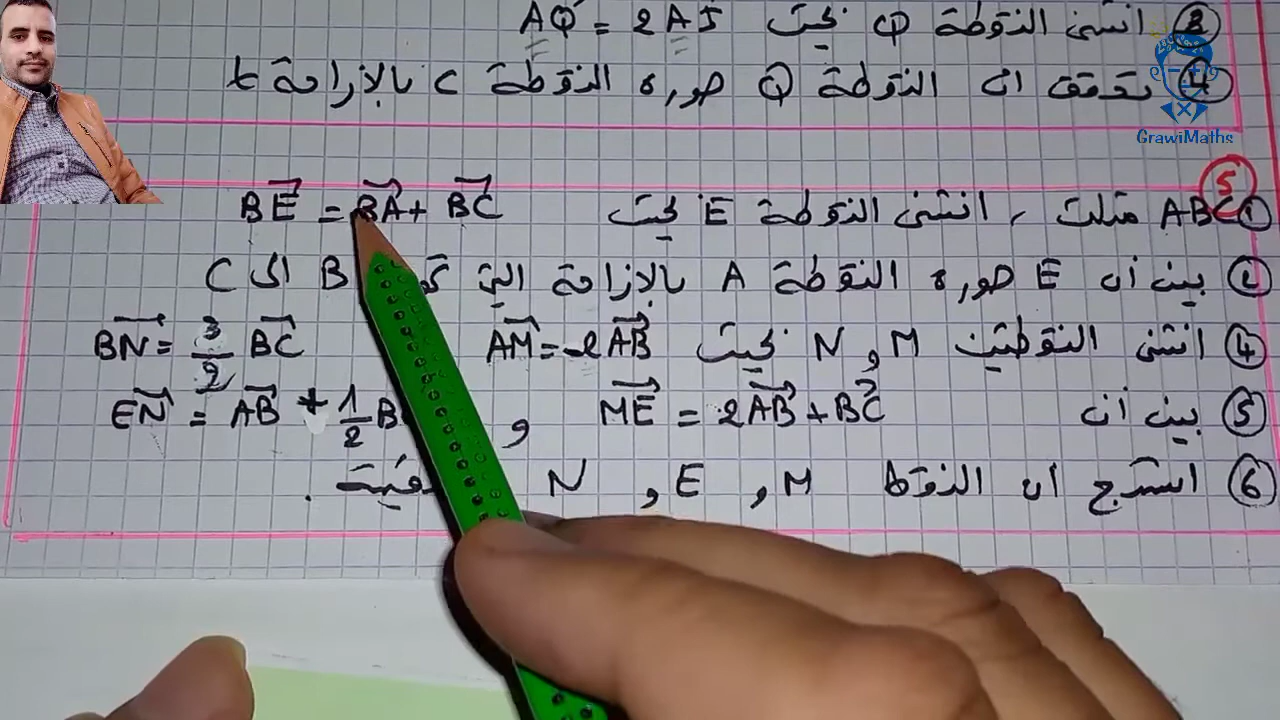 ③ انشئ النقطة Q بحيث AQ = 2AI
④ تحقق ان النقطة Q صورة النقطة C بالازاحة t
GrawiMaths
⑤
① ABC مثلث ، انشئ النقطة E بحيث BE = BA + BC
② بين ان E صورة النقطة A بالازاحة التي B الى C
④ انشئ النقطتين M و N بحيث AM = -2AB BN = 3/2 BC
⑤ بين ان ME = 2AB + BC و EN = AB + 1/2 B
⑥ استنتج ان النقط M و E و N